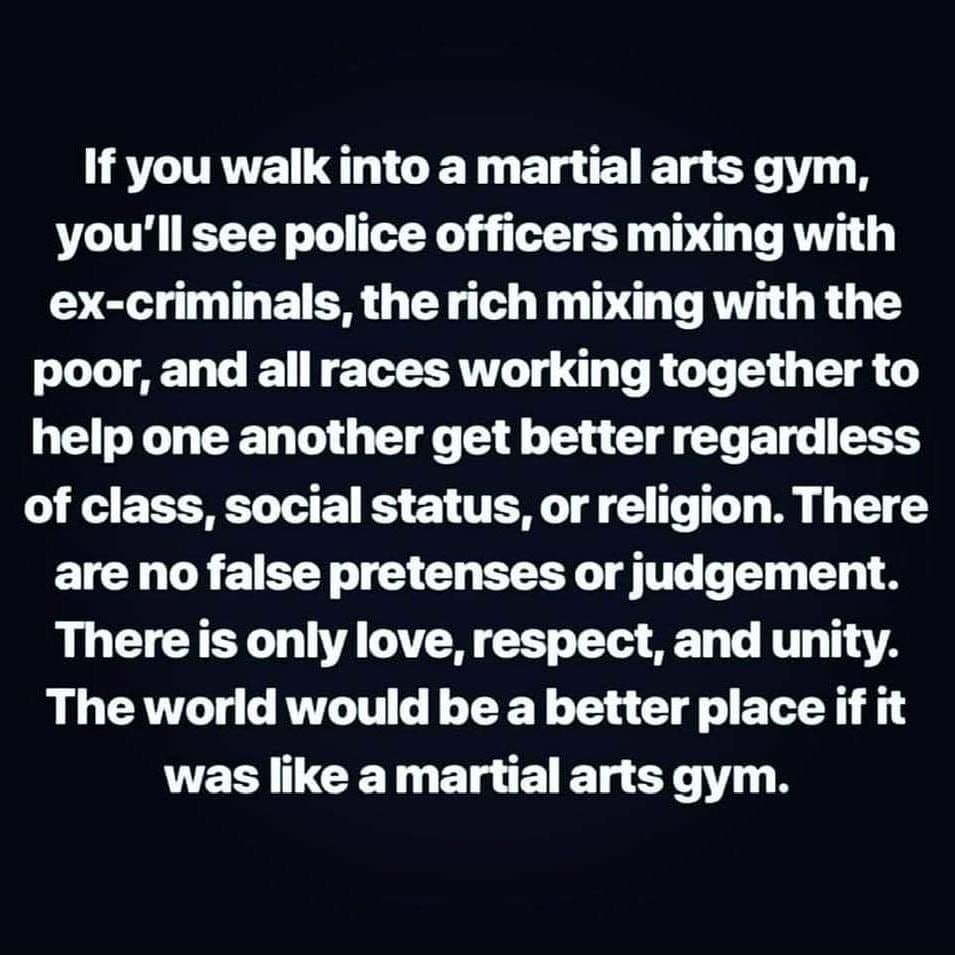 If you walk into a martial arts gym,
you’ll see police officers mixing with
ex-criminals, the rich mixing with the
poor, and all races working together to
help one another get better regardless
of class, social status, or religion. There
are no false pretenses or judgement.
There is only love, respect, and unity.
The world would be a better place if it
was like a martial arts gym.